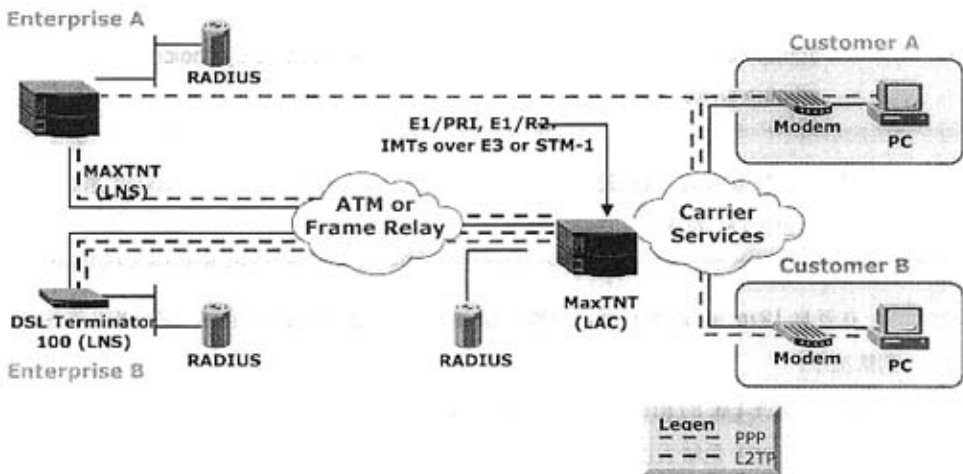 Enterprise A
RADIUS
MAXTNT
(LNS)
E1/PRI, E1/R2.
IMTs over E3 or STM-1
Customer A
Modem
PC
ATM or
Frame Relay
Carrier
Services
MaxTNT
(LAC)
DSL Terminator
100 (LNS)
RADIUS
RADIUS
Enterprise B
Customer B
Modem
PC
Legen
PPP
L2TP